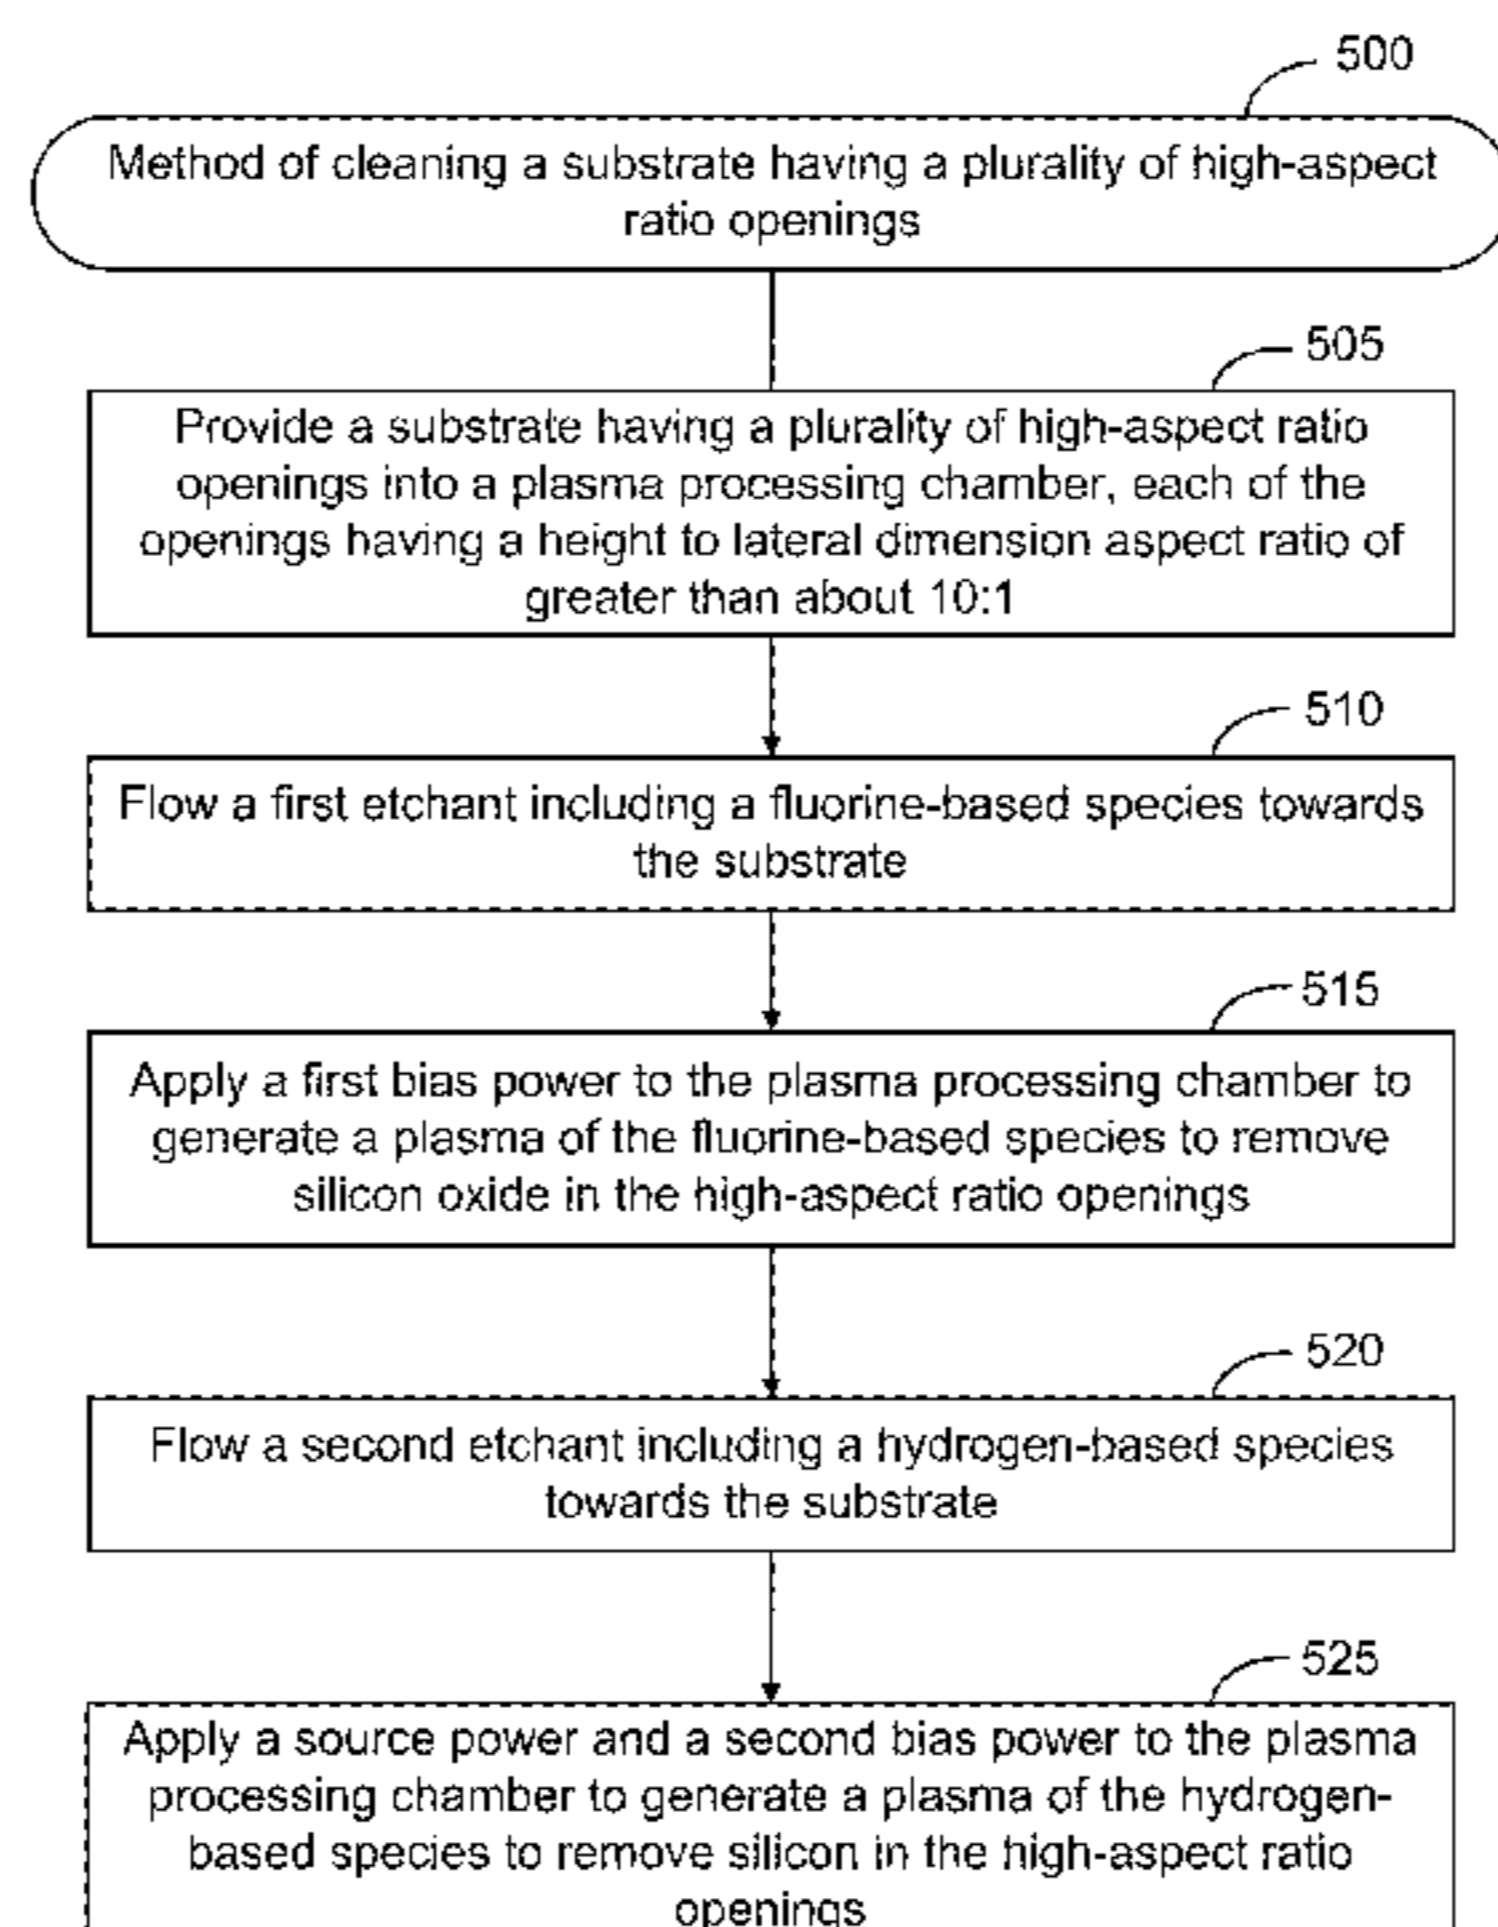 500
Method of cleaning a substrate having a plurality of high-aspect
ratio openings
505
Provide a substrate having a plurality of high-aspect ratio
openings into a plasma processing chamber, each of the
openings having a height to lateral dimension aspect ratio of
greater than about 10:1
510
Flow a first etchant including a fluorine-based species towards
the substrate
515
Apply a first bias power to the plasma processing chamber to
generate a plasma of the fluorine-based species to remove
silicon oxide in the high-aspect ratio openings
520
Flow a second etchant including a hydrogen-based species
towards the substrate
525
Apply a source power and a second bias power to the plasma
processing chamber to generate a plasma of the hydrogen-
based species to remove silicon in the high-aspect ratio
openings